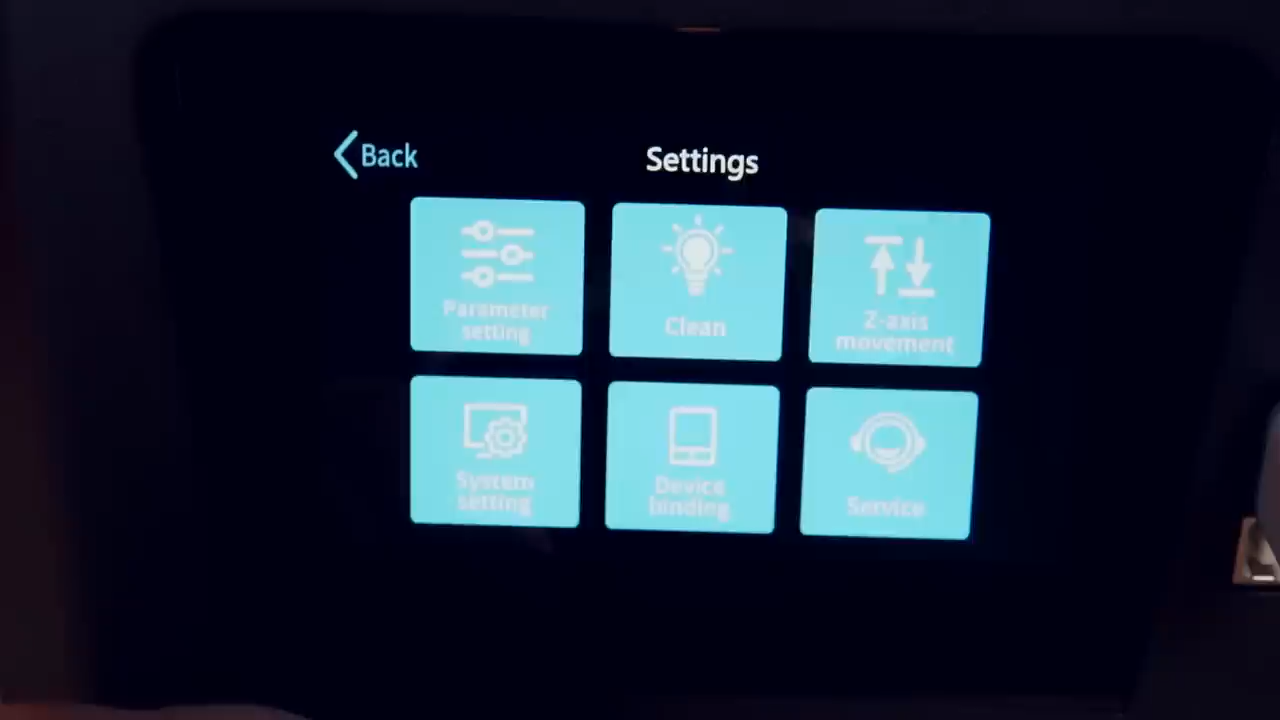 Back
Settings
Parameter
setting
Clean
Z-axis
movement
System
setting
Device
binding
Service